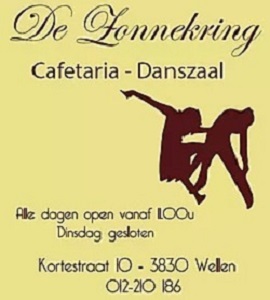 De Zonnekring
Cafetaria - Danszaal
Alle dagen open vanaf 11.00u
Dinsdag gesloten
Kortestraat 10 - 3830 Wellen
012-210 186